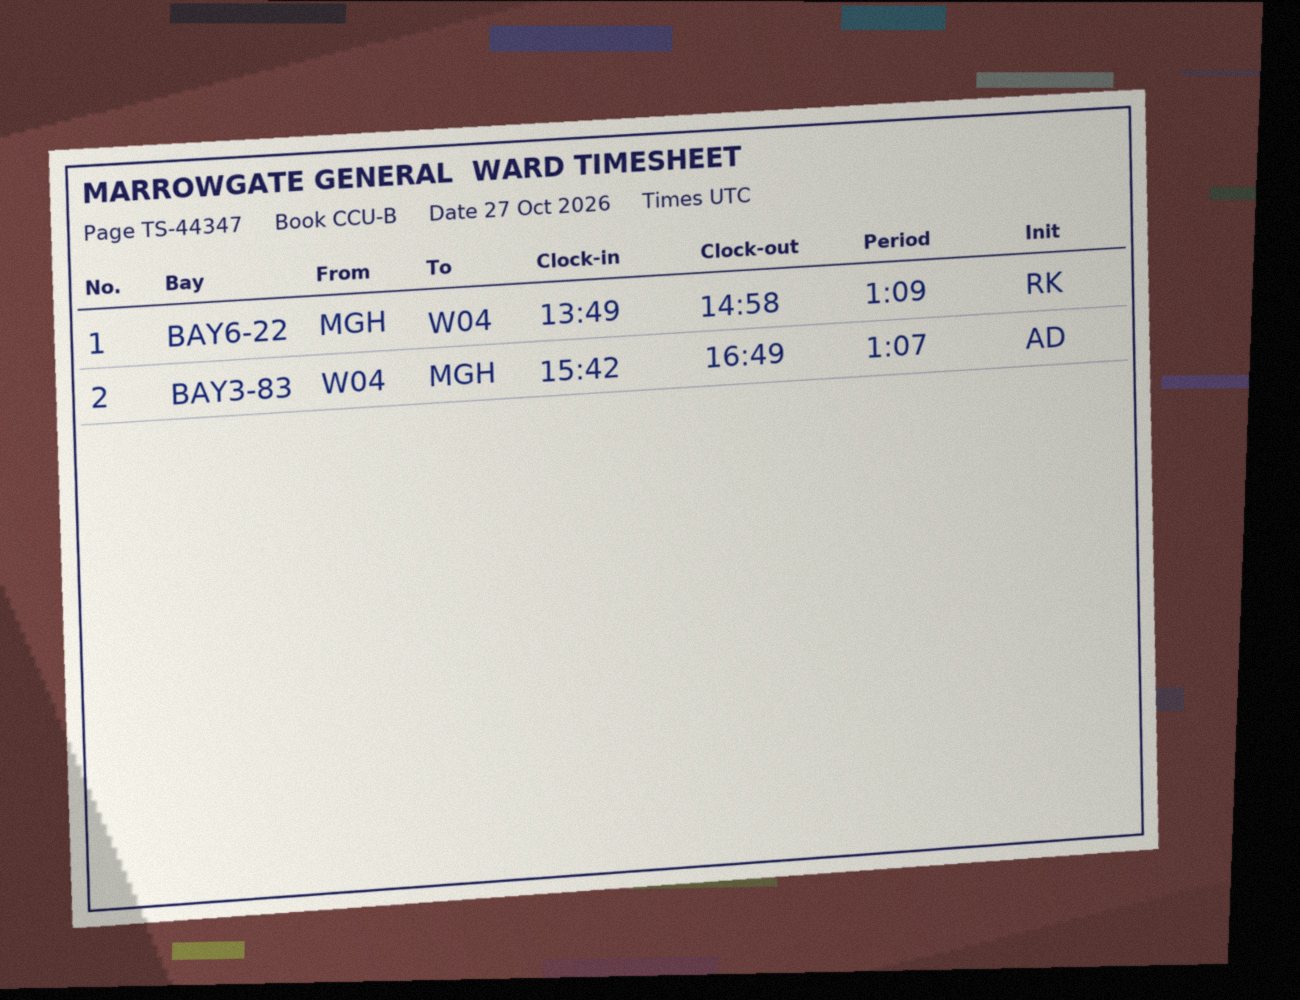 MARROWGATE GENERAL WARD TIMESHEET
Page TS-44347 Book CCU-B Date 27 Oct 2026 Times UTC
No. Bay From To Clock-in Clock-out Period Init
1 BAY6-22 MGH W04 13:49 14:58 1:09 RK
2 BAY3-83 W04 MGH 15:42 16:49 1:07 AD